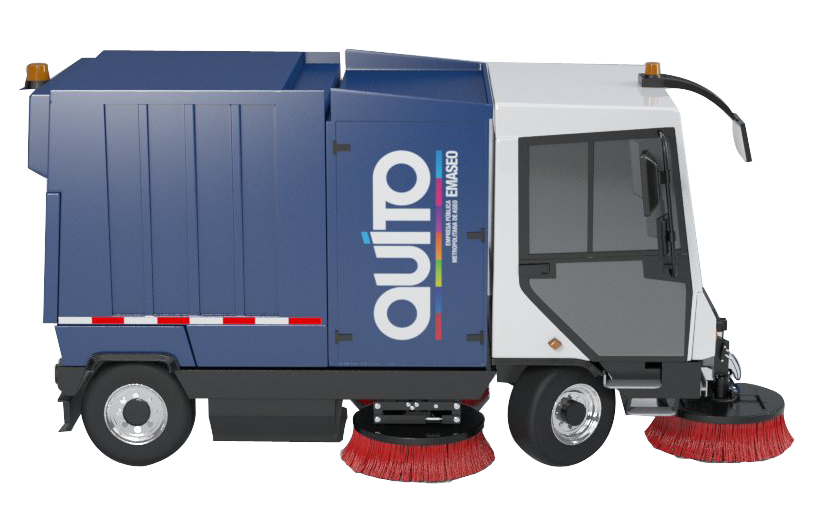 QUITO
EMPRESA PÚBLICA
METROPOLITANA DE ASEO
EMASEO